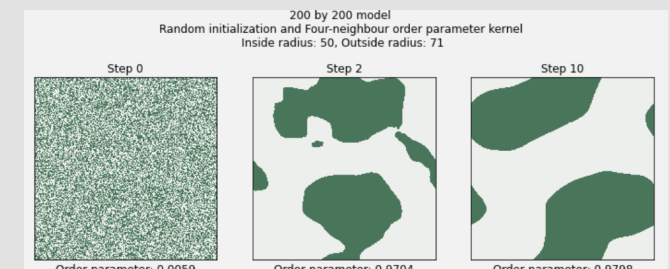 200 by 200 model
Random initialization and Four-neighbour order parameter kernel
Inside radius: 50, Outside radius: 71
Step 0
Step 2
Step 10
Order parameter: 0.0059
Order parameter: 0.9704
Order parameter: 0.9798